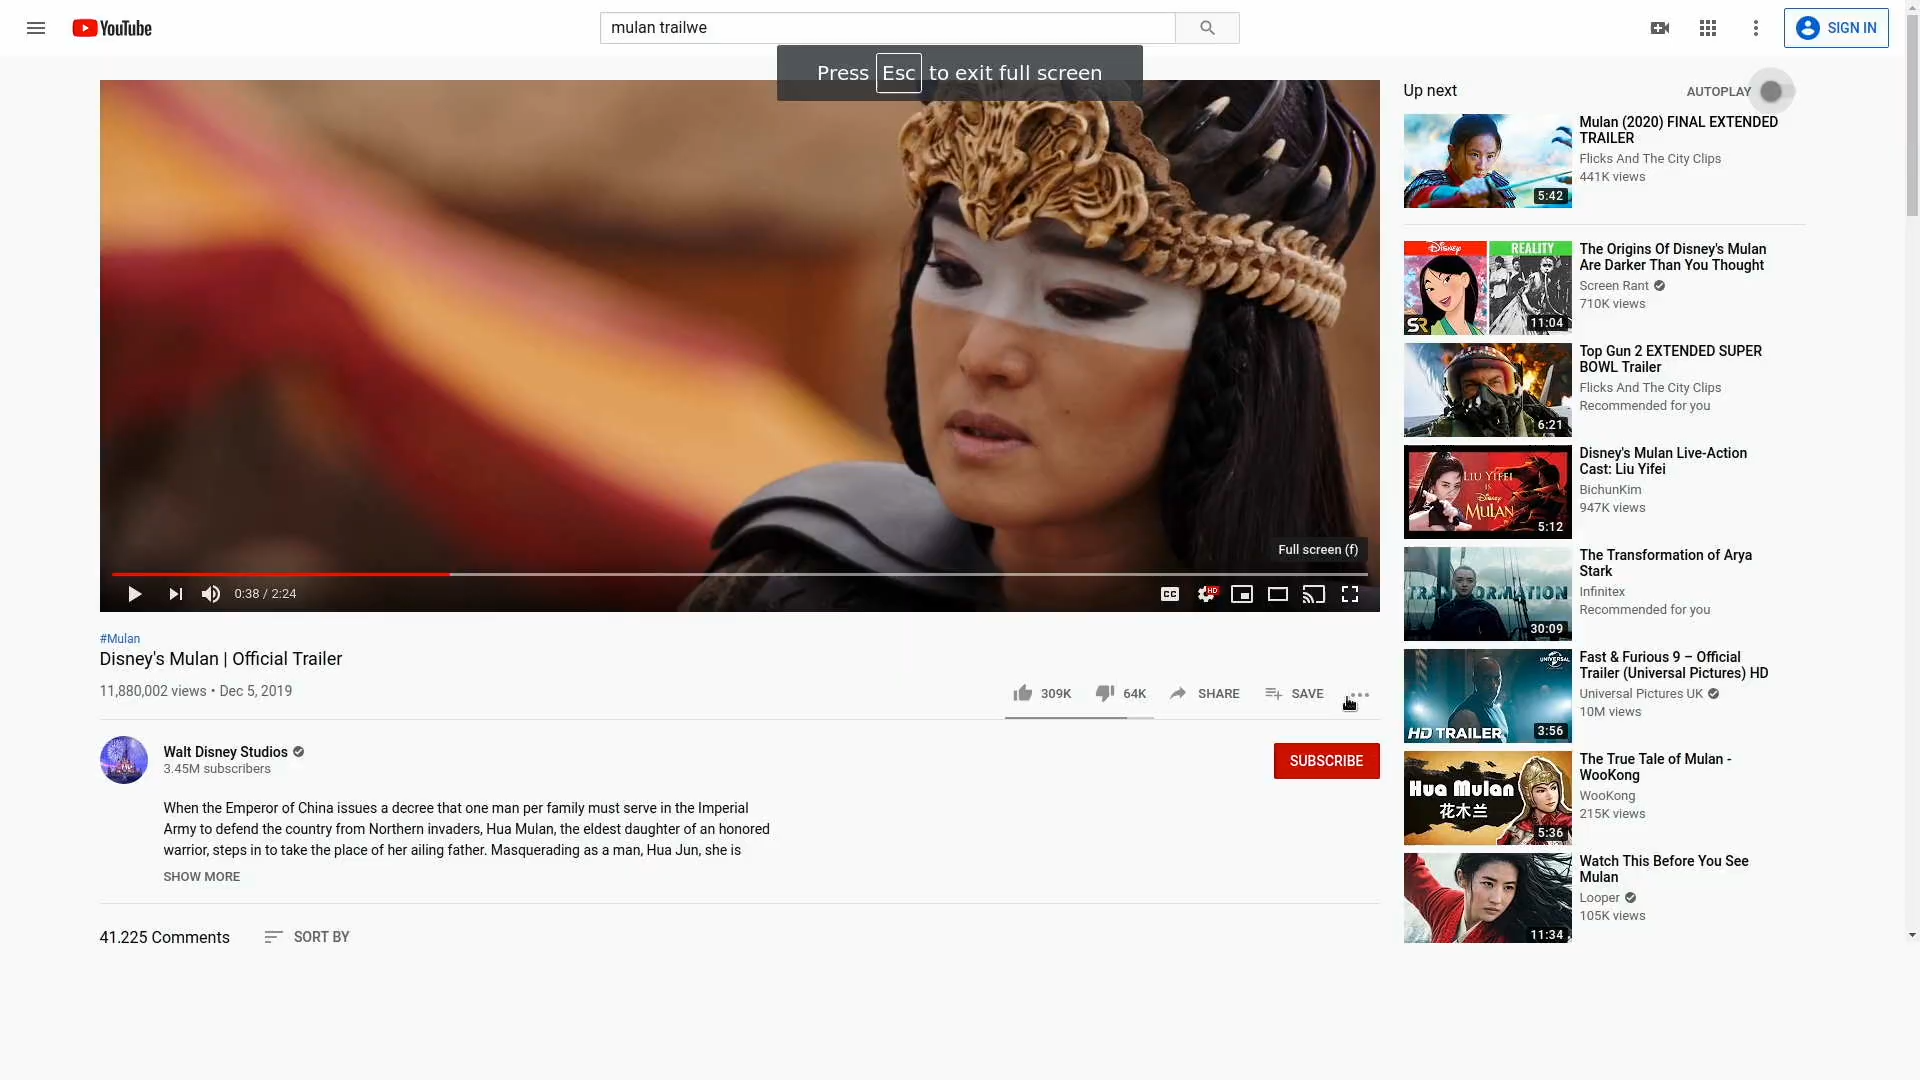 YouTube
mulan trailwe
SIGN IN
Press Esc to exit full screen
Full screen (f)
0:38 / 2:24
CC
HD
#Mulan
Disney's Mulan | Official Trailer
11,880,002 views • Dec 5, 2019
309K
64K
SHARE
SAVE
Walt Disney Studios
3.45M subscribers
SUBSCRIBE
When the Emperor of China issues a decree that one man per family must serve in the Imperial
Army to defend the country from Northern invaders, Hua Mulan, the eldest daughter of an honored
warrior, steps in to take the place of her ailing father. Masquerading as a man, Hua Jun, she is
SHOW MORE
41.225 Comments
SORT BY
Up next
AUTOPLAY
5:42
Mulan (2020) FINAL EXTENDED
TRAILER
Flicks And The City Clips
441K views
Disney
REALITY
SR
11:04
The Origins Of Disney's Mulan
Are Darker Than You Thought
Screen Rant
710K views
6:21
Top Gun 2 EXTENDED SUPER
BOWL Trailer
Flicks And The City Clips
Recommended for you
LIU YIFEI
IS
Disney
MULAN
5:12
Disney's Mulan Live-Action
Cast: Liu Yifei
BichunKim
947K views
TRANSFORMATION
30:09
The Transformation of Arya
Stark
Infinitex
Recommended for you
UNIVERSAL
HD TRAILER
3:56
Fast & Furious 9 – Official
Trailer (Universal Pictures) HD
Universal Pictures UK
10M views
Hua Mulan
花木兰
5:36
The True Tale of Mulan -
WooKong
WooKong
215K views
11:34
Watch This Before You See
Mulan
Looper
105K views